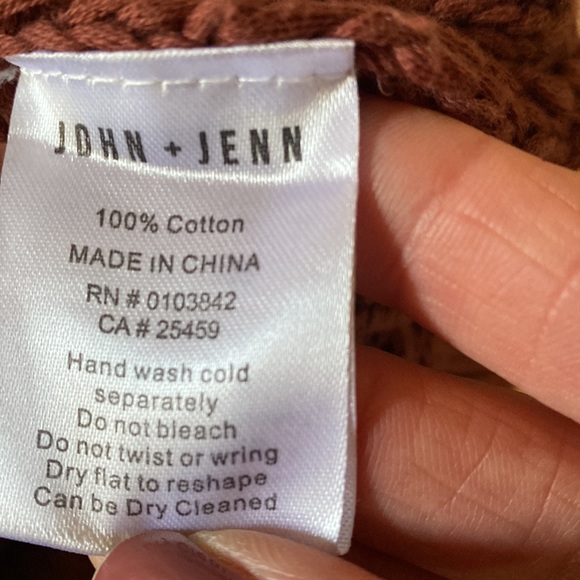 JOHN + JENN
100% Cotton
MADE IN CHINA
RN # 0103842
CA # 25459
Hand wash cold
separately
Do not bleach
Do not twist or wring
Dry flat to reshape
Can be Dry Cleaned